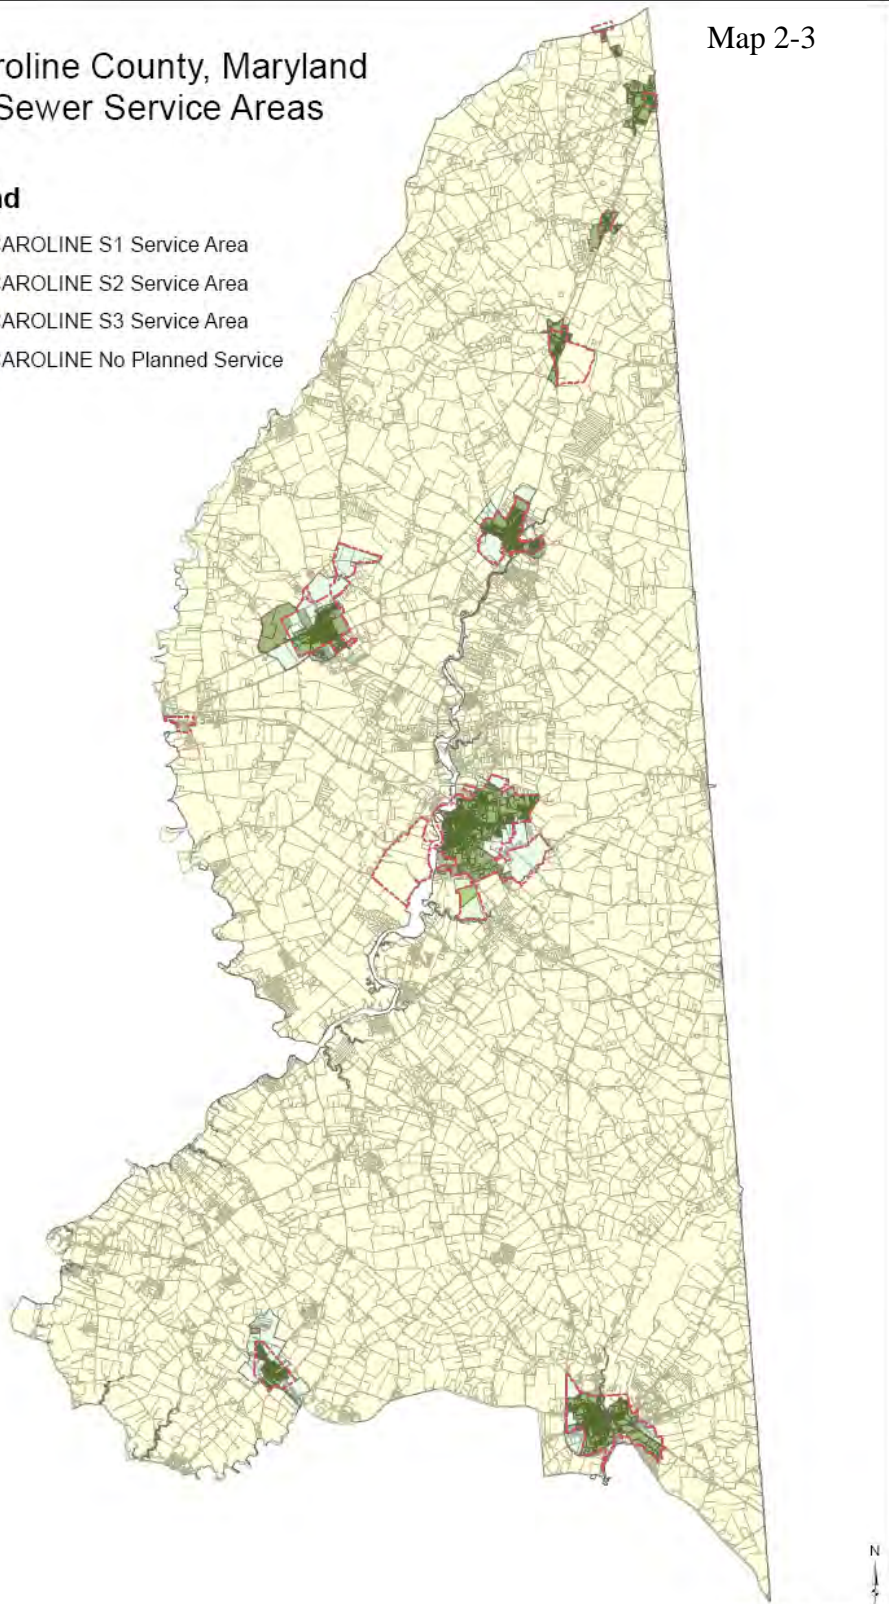 Map 2-3
roline County, Maryland
Sewer Service Areas
nd
AROLINE S1 Service Area
AROLINE S2 Service Area
AROLINE S3 Service Area
AROLINE No Planned Service
N